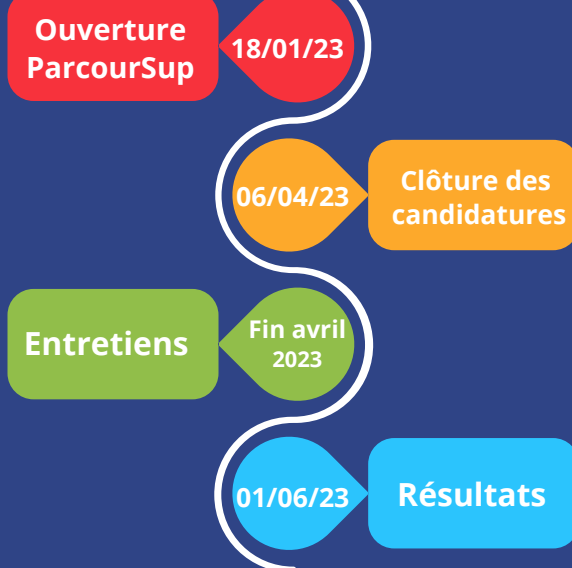 Ouverture
ParcourSup
18/01/23
06/04/23
Clôture des
candidatures
Entretiens
Fin avril
2023
01/06/23
Résultats